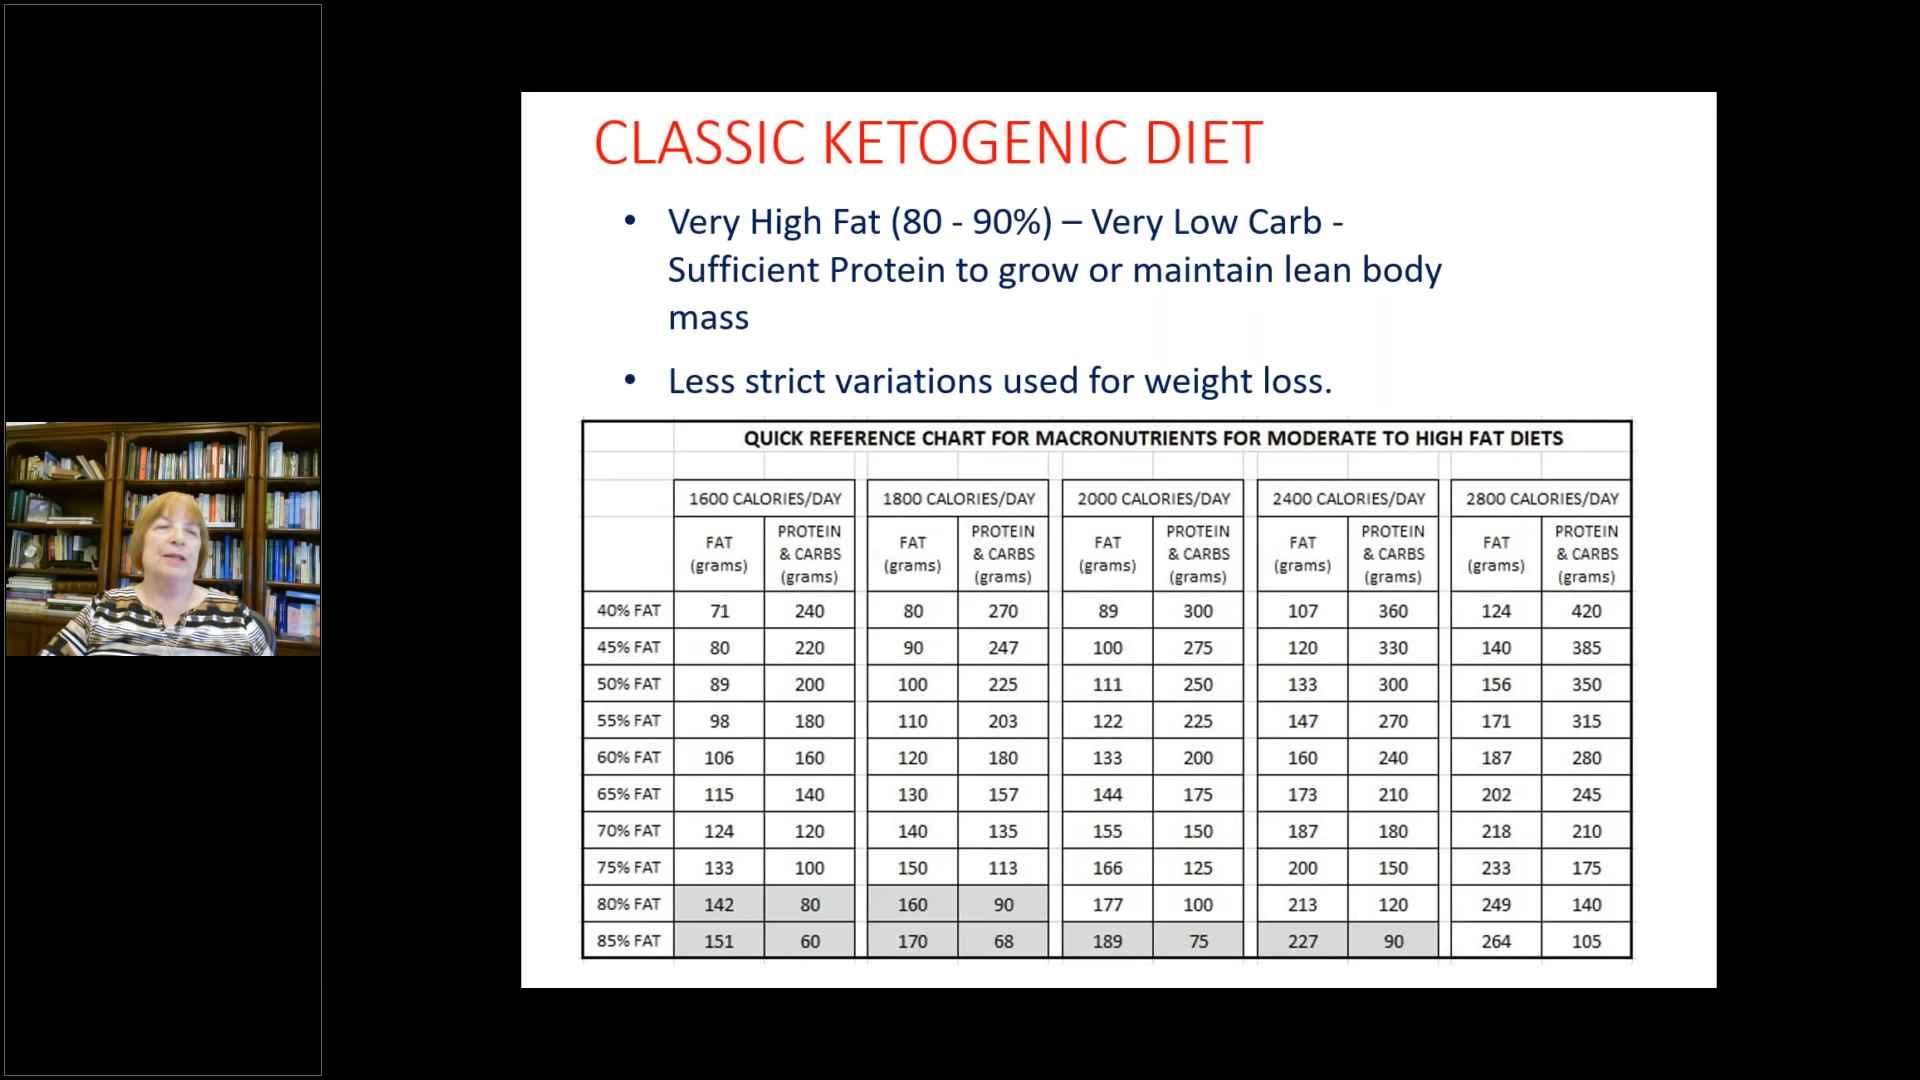 CLASSIC KETOGENIC DIET
• Very High Fat (80 - 90%) – Very Low Carb -
Sufficient Protein to grow or maintain lean body
mass
• Less strict variations used for weight loss.
QUICK REFERENCE CHART FOR MACRONUTRIENTS FOR MODERATE TO HIGH FAT DIETS
1600 CALORIES/DAY 1800 CALORIES/DAY 2000 CALORIES/DAY 2400 CALORIES/DAY 2800 CALORIES/DAY
FAT (grams) PROTEIN & CARBS (grams) FAT (grams) PROTEIN & CARBS (grams) FAT (grams) PROTEIN & CARBS (grams) FAT (grams) PROTEIN & CARBS (grams) FAT (grams) PROTEIN & CARBS (grams)
40% FAT 71 240 80 270 89 300 107 360 124 420
45% FAT 80 220 90 247 100 275 120 330 140 385
50% FAT 89 200 100 225 111 250 133 300 156 350
55% FAT 98 180 110 203 122 225 147 270 171 315
60% FAT 106 160 120 180 133 200 160 240 187 280
65% FAT 115 140 130 157 144 175 173 210 202 245
70% FAT 124 120 140 135 155 150 187 180 218 210
75% FAT 133 100 150 113 166 125 200 150 233 175
80% FAT 142 80 160 90 177 100 213 120 249 140
85% FAT 151 60 170 68 189 75 227 90 264 105